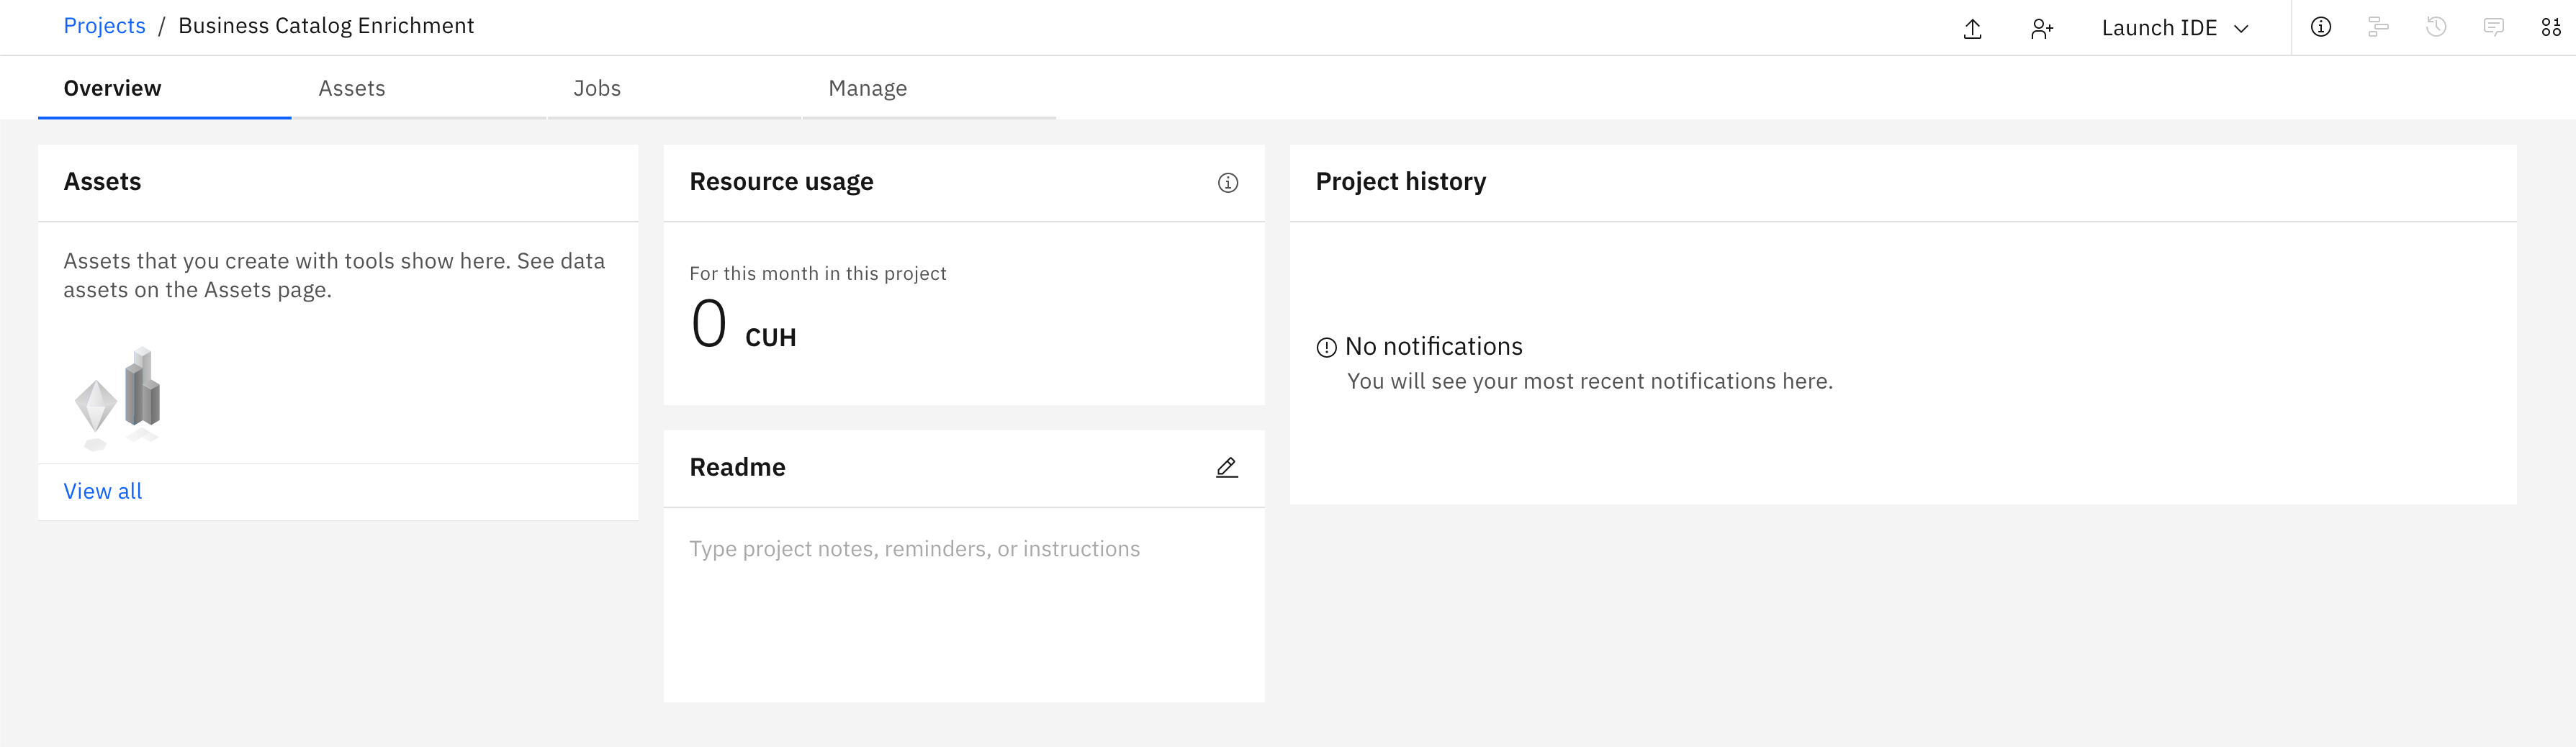 Projects / Business Catalog Enrichment
Launch IDE
Overview
Assets
Jobs
Manage
Assets
Assets that you create with tools show here. See data
assets on the Assets page.
View all
Resource usage
For this month in this project
0 CUH
Readme
Type project notes, reminders, or instructions
Project history
No notifications
You will see your most recent notifications here.